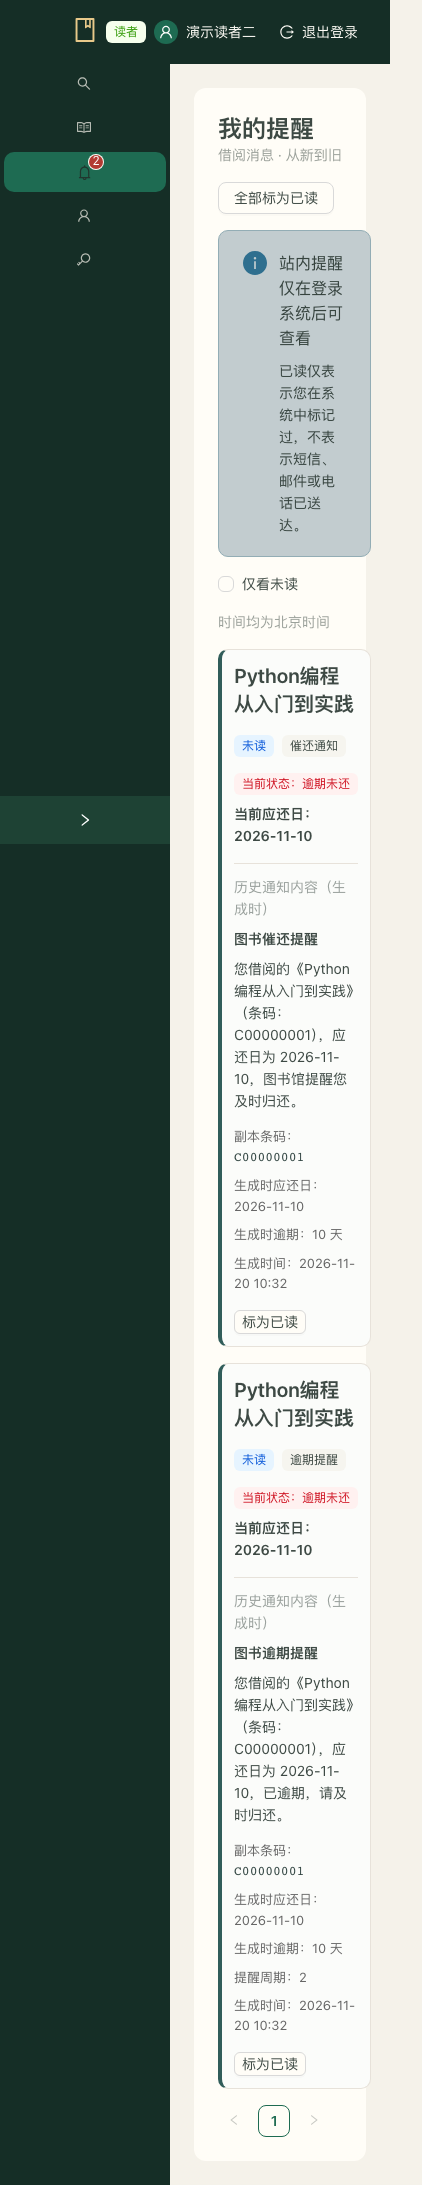 读者 演示读者二 退出登录
2
我的提醒
借阅消息 · 从新到旧
全部标为已读
站内提醒
仅在登录
系统后可
查看
已读仅表
示您在系
统中标记
过，不表
示短信、
邮件或电
话已送
达。
仅看未读
时间均为北京时间
Python编程
从入门到实践
未读 催还通知
当前状态：逾期未还
当前应还日：
2026-11-10
历史通知内容（生
成时）
图书催还提醒
您借阅的《Python
编程从入门到实践》
（条码：
C00000001），应
还日为 2026-11-
10，图书馆提醒您
及时归还。
副本条码：
C00000001
生成时应还日：
2026-11-10
生成时逾期：10 天
生成时间：2026-11-
20 10:32
标为已读
Python编程
从入门到实践
未读 逾期提醒
当前状态：逾期未还
当前应还日：
2026-11-10
历史通知内容（生
成时）
图书逾期提醒
您借阅的《Python
编程从入门到实践》
（条码：
C00000001），应
还日为 2026-11-
10，已逾期，请及
时归还。
副本条码：
C00000001
生成时应还日：
2026-11-10
生成时逾期：10 天
提醒周期：2
生成时间：2026-11-
20 10:32
标为已读
1